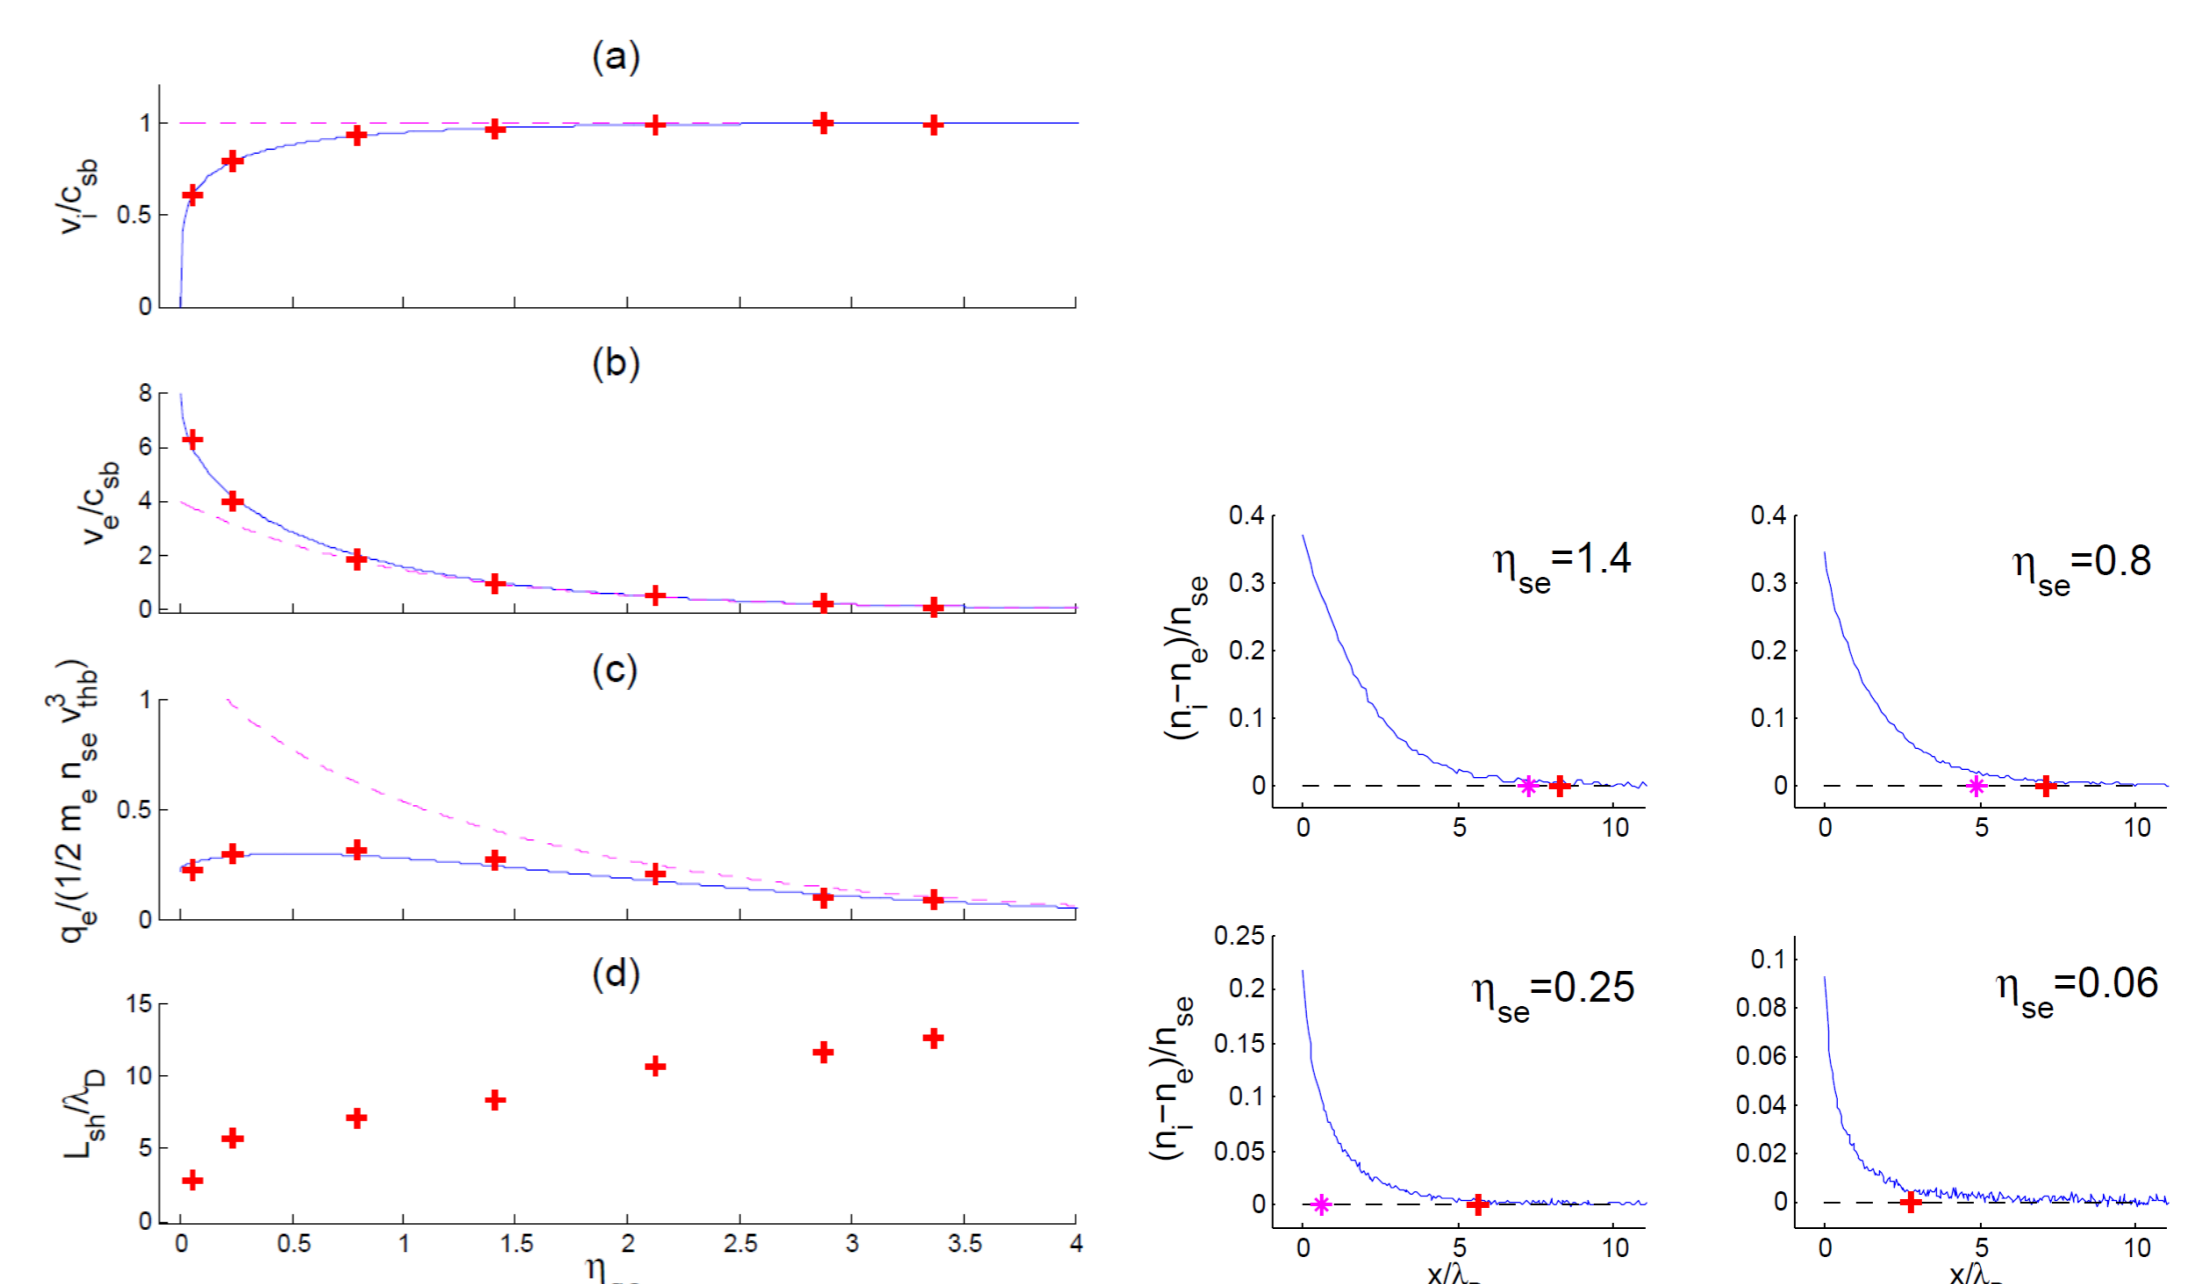 (a)
1
0.5
0
v_i/c_sb
(b)
8
6
4
2
0
v_e/c_sb
(c)
1
0.5
0
q_e/(1/2 m_e n_se v_thb^3)
(d)
15
10
5
0
L_sh/λ_D
0 0.5 1 1.5 2 2.5 3 3.5 4
η
0.4
0.3
0.2
0.1
0
(n_i−n_e)/n_se
η_se=1.4
0 5 10
0.4
0.3
0.2
0.1
0
η_se=0.8
0 5 10
0.25
0.2
0.15
0.1
0.05
0
(n_i−n_e)/n_se
η_se=0.25
0 5 10
x/λ
0.1
0.08
0.06
0.04
0.02
0
η_se=0.06
0 5 10
x/λ